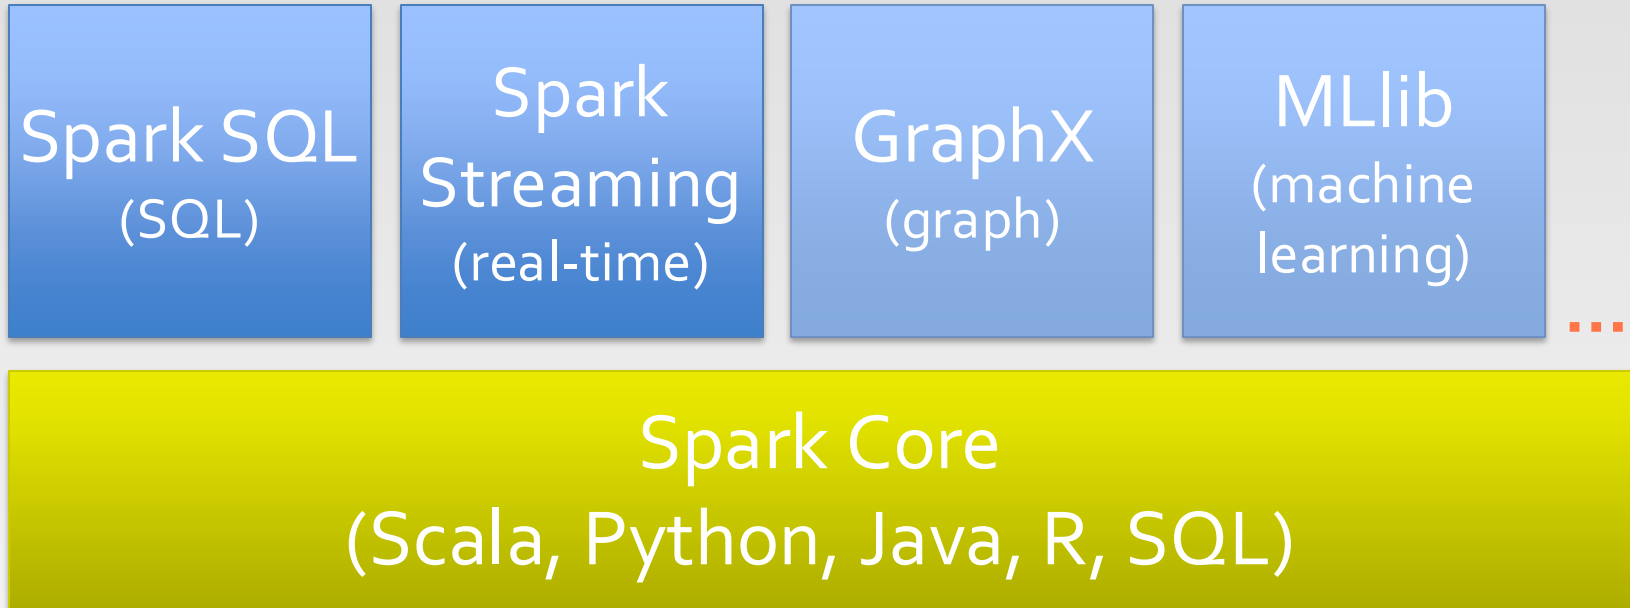 Spark SQL
(SQL)
Spark
Streaming
(real-time)
GraphX
(graph)
MLlib
(machine
learning)
...
Spark Core
(Scala, Python, Java, R, SQL)